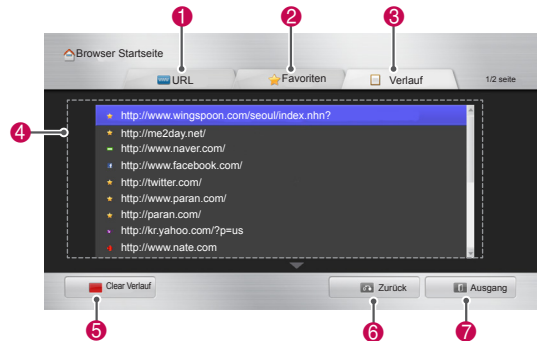 1 2 3
Browser Startseite
URL Favoriten Verlauf 1/2 seite
4
http://www.wingspoon.com/seoul/index.nhn?
http://me2day.net/
http://www.naver.com/
http://www.facebook.com/
http://twitter.com/
http://www.paran.com/
http://paran.com/
http://kr.yahoo.com/?p=us
http://www.nate.com
Clear Verlauf Zurück Ausgang
5 6 7